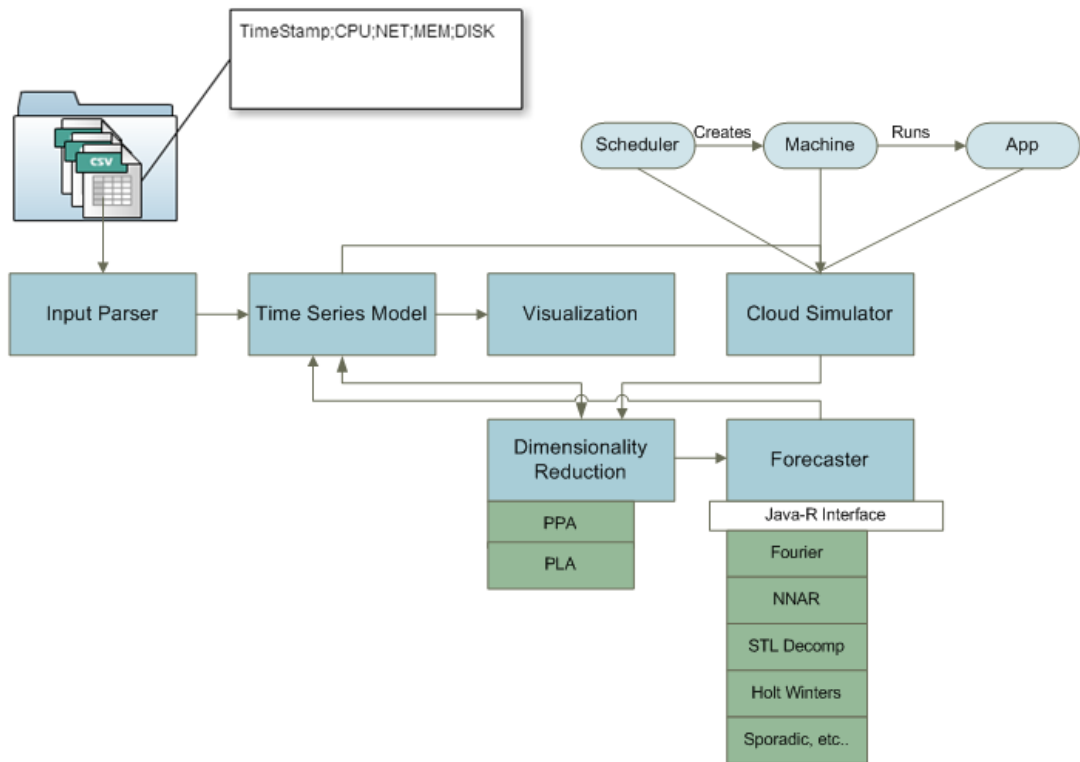 TimeStamp;CPU;NET;MEM;DISK
CSV
Scheduler
Creates
Machine
Runs
App
Input Parser
Time Series Model
Visualization
Cloud Simulator
Dimensionality
Reduction
Forecaster
PPA
PLA
Java-R Interface
Fourier
NNAR
STL Decomp
Holt Winters
Sporadic, etc..